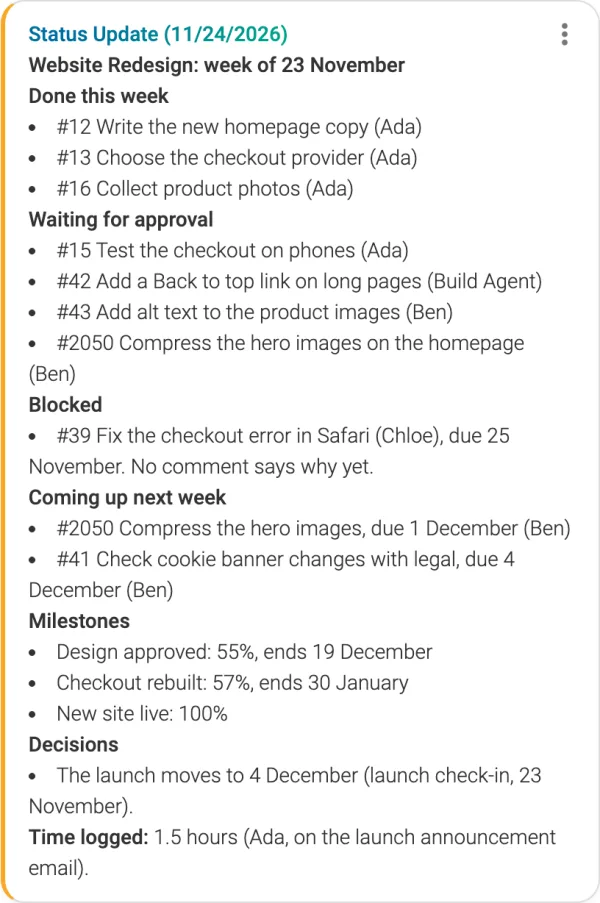 Status Update (11/24/2026)
Website Redesign: week of 23 November
Done this week
• #12 Write the new homepage copy (Ada)
• #13 Choose the checkout provider (Ada)
• #16 Collect product photos (Ada)
Waiting for approval
• #15 Test the checkout on phones (Ada)
• #42 Add a Back to top link on long pages (Build Agent)
• #43 Add alt text to the product images (Ben)
• #2050 Compress the hero images on the homepage
(Ben)
Blocked
• #39 Fix the checkout error in Safari (Chloe), due 25
November. No comment says why yet.
Coming up next week
• #2050 Compress the hero images, due 1 December (Ben)
• #41 Check cookie banner changes with legal, due 4
December (Ben)
Milestones
• Design approved: 55%, ends 19 December
• Checkout rebuilt: 57%, ends 30 January
• New site live: 100%
Decisions
• The launch moves to 4 December (launch check-in, 23
November).
Time logged: 1.5 hours (Ada, on the launch announcement
email).